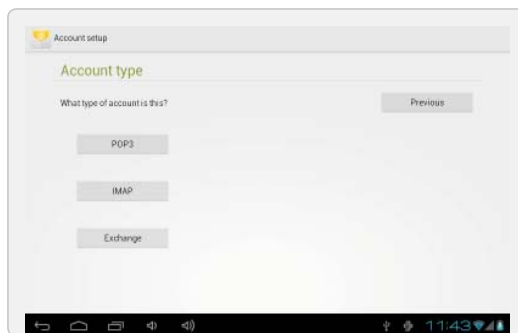 Account setup
Account type
What type of account is this?
Previous
POP3
IMAP
Exchange
11:43